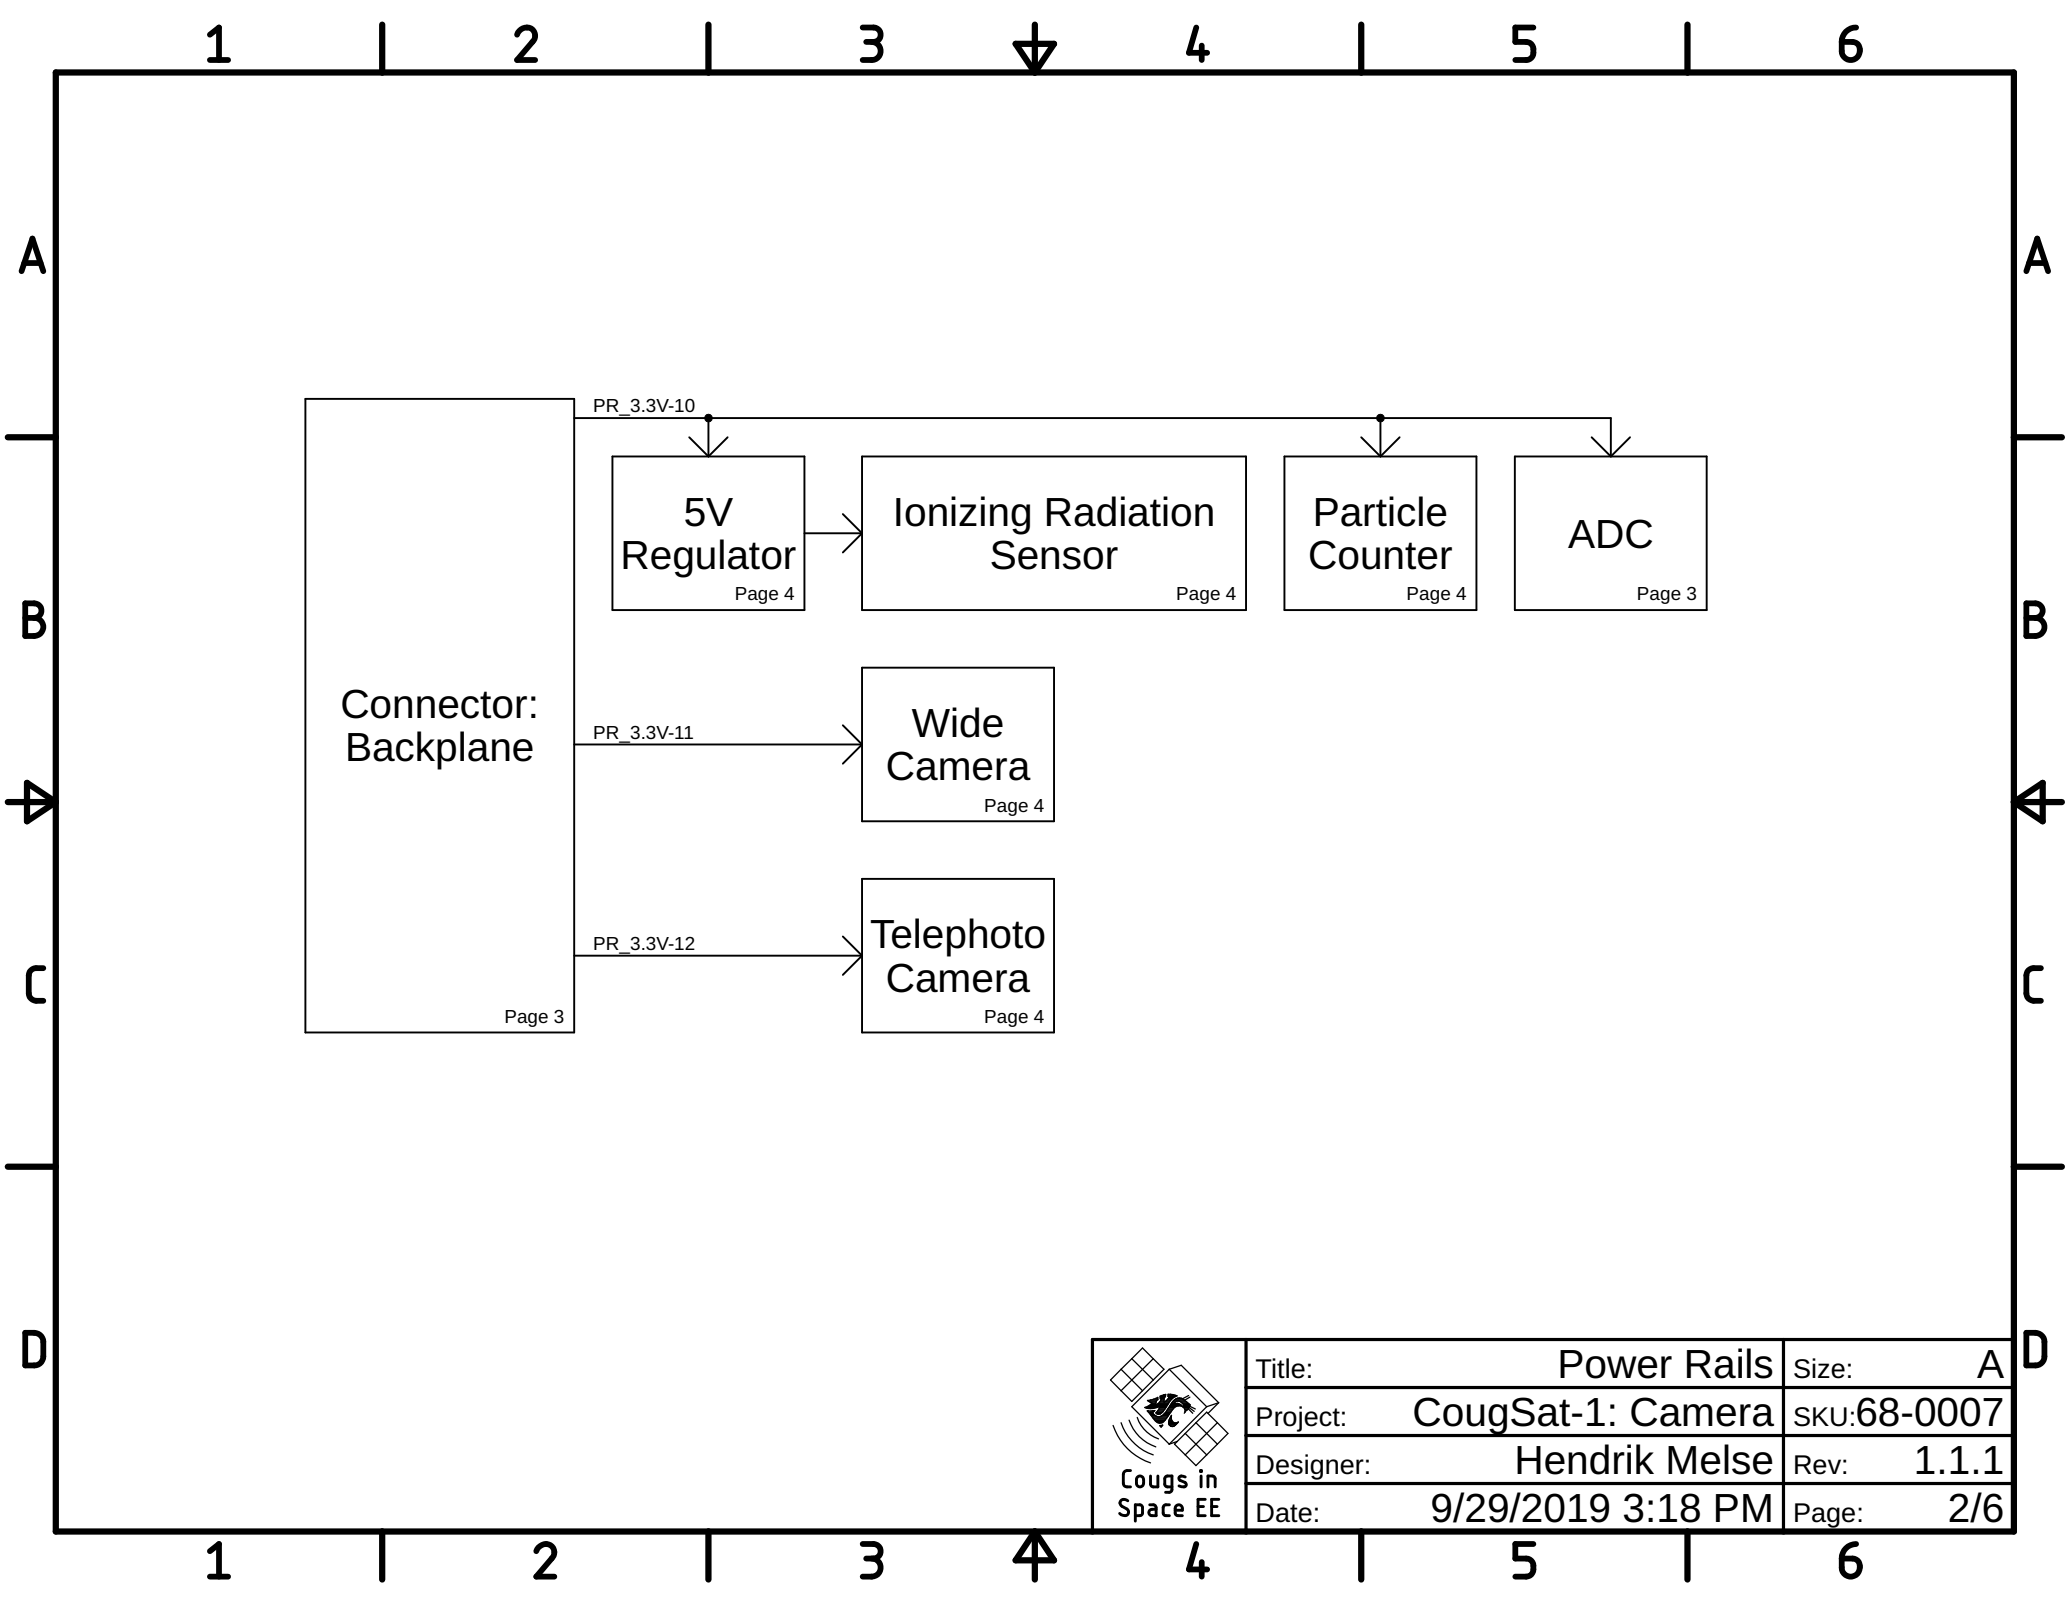 1 2 3 4 5 6
A A
PR_3.3V-10
5V
Regulator
Page 4
Ionizing Radiation
Sensor
Page 4
Particle
Counter
Page 4
ADC
Page 3
B B
Connector:
Backplane
Page 3
PR_3.3V-11
Wide
Camera
Page 4
PR_3.3V-12
Telephoto
Camera
Page 4
C C
D D
Cougs in
Space EE
Title: Power Rails Size: A
Project: CougSat-1: Camera SKU:68-0007
Designer: Hendrik Melse Rev: 1.1.1
Date: 9/29/2019 3:18 PM Page: 2/6
1 2 3 4 5 6